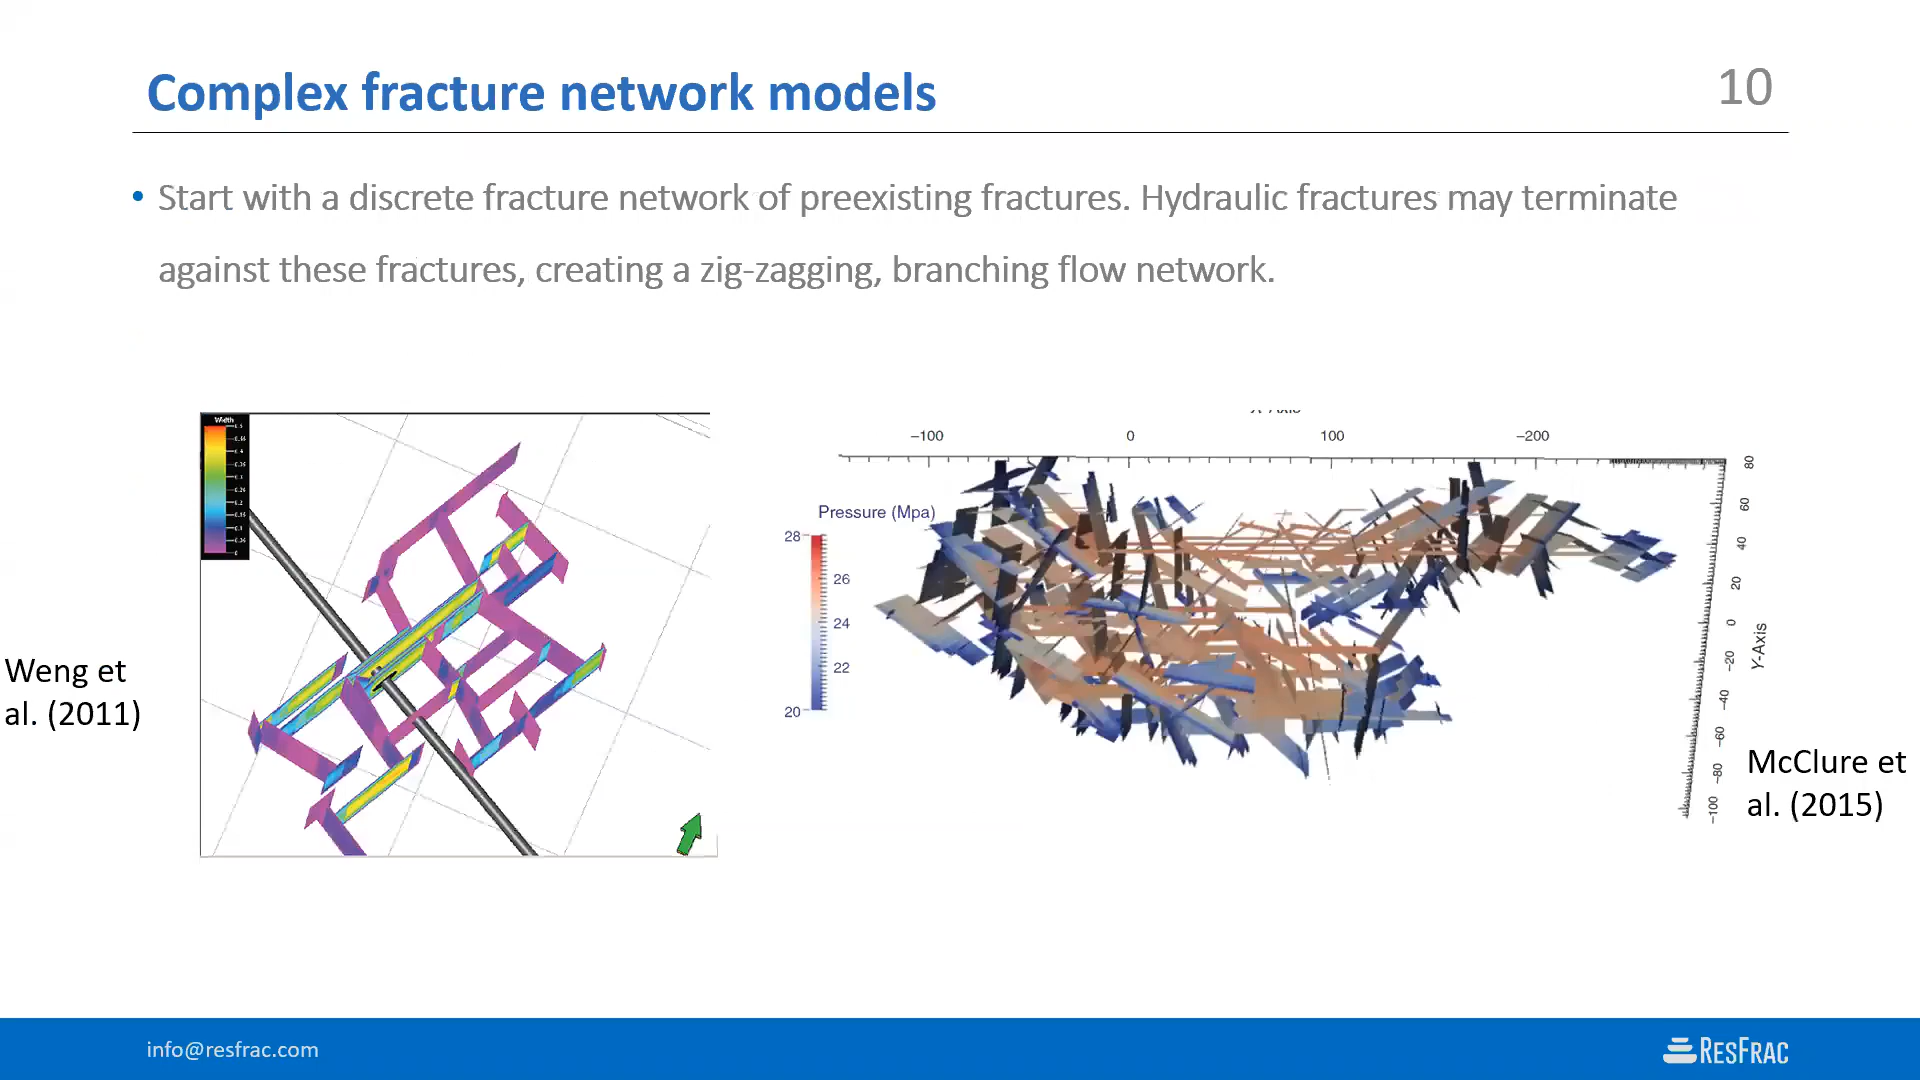 Complex fracture network models
10
• Start with a discrete fracture network of preexisting fractures. Hydraulic fractures may terminate
against these fractures, creating a zig-zagging, branching flow network.
Width
Weng et
al. (2011)
−100
0
100
−200
Pressure (Mpa)
28
26
24
22
20
80
60
40
20
0
−20
−40
−60
−80
−100
Y-Axis
McClure et
al. (2015)
info@resfrac.com
RESFRAC